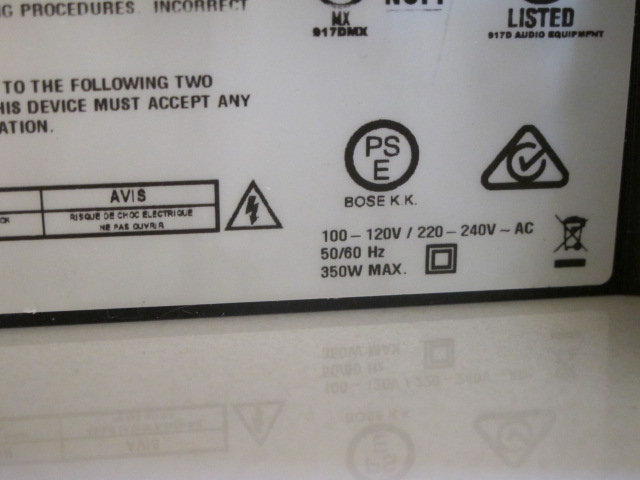 NG PROCEDURES. INCORRECT
MX
917DMX
NOM
LISTED
917D AUDIO EQUIPMENT
TO THE FOLLOWING TWO
HIS DEVICE MUST ACCEPT ANY
ATION.
PS
E
BOSE K.K.
AVIS
RISQUE DE CHOC ELECTRIQUE
NE PAS OUVRIR
100 – 120V / 220 – 240V ~ AC
50/60 Hz
350W MAX.